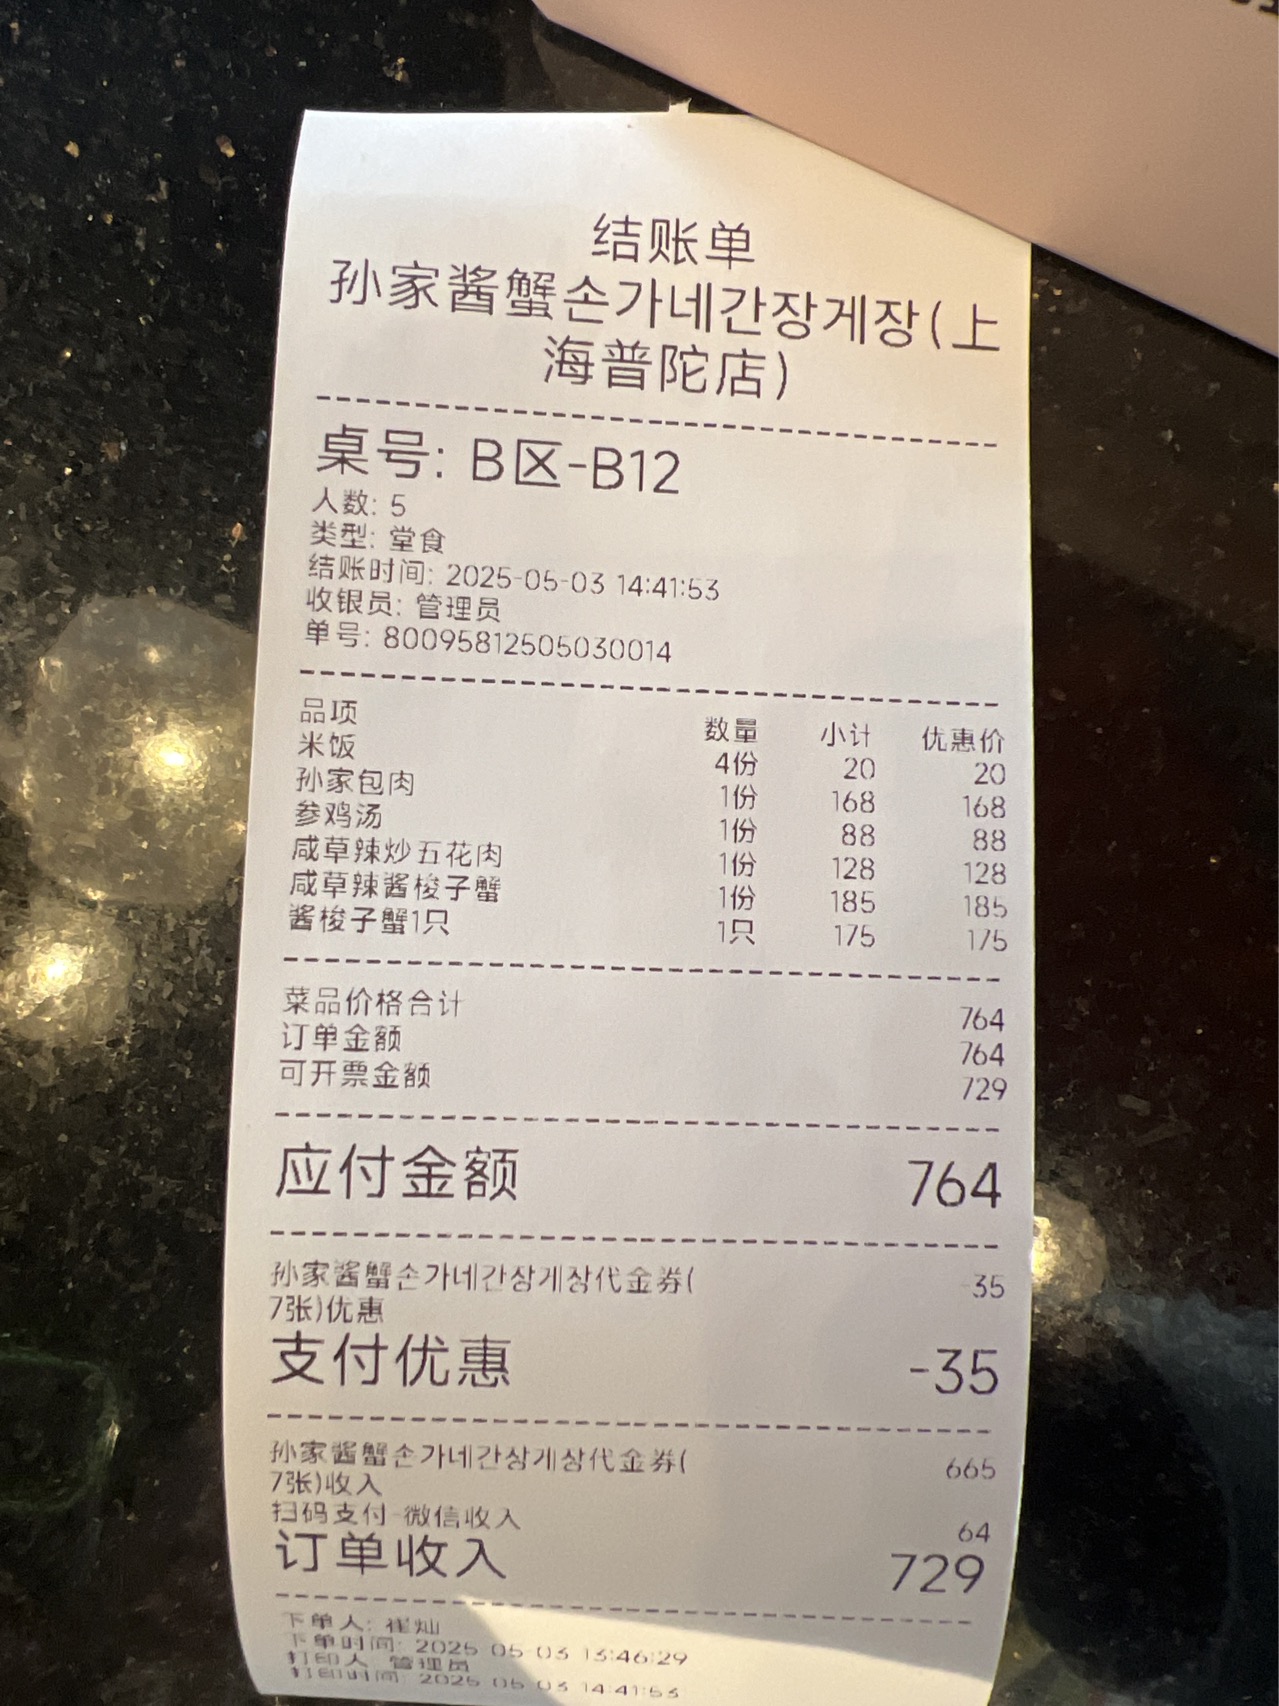 结账单
孙家酱蟹손가네간장게장(上
海普陀店)
桌号: B区-B12
人数: 5
类型: 堂食
结账时间: 2025-05-03 14:41:53
收银员: 管理员
单号: 80095812505030014
品项 数量 小计 优惠价
米饭 4份 20 20
孙家包肉 1份 168 168
参鸡汤 1份 88 88
咸草辣炒五花肉 1份 128 128
咸草辣酱梭子蟹 1份 185 185
酱梭子蟹1只 1只 175 175
菜品价格合计 764
订单金额 764
可开票金额 729
应付金额 764
孙家酱蟹손가네간장게장代金券( -35
7张)优惠
支付优惠 -35
孙家酱蟹손가네간장게장代金券( 665
7张)收入
扫码支付-微信收入 64
订单收入 729
下单人: 崔灿
下单时间: 2025-05-03 13:46:29
打印人: 管理员
打印时间: 2025-05-03 14:41:53